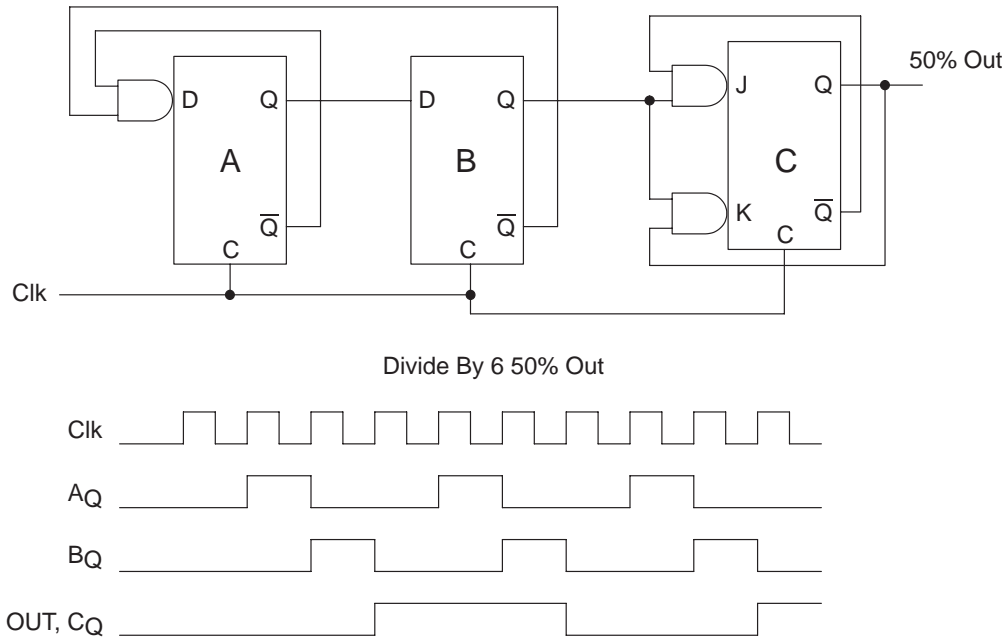 50% Out
D Q
D Q
J Q
A
B
C
Q
Q
K Q
C
C
C
Clk
Divide By 6 50% Out
Clk
AQ
BQ
OUT, CQ